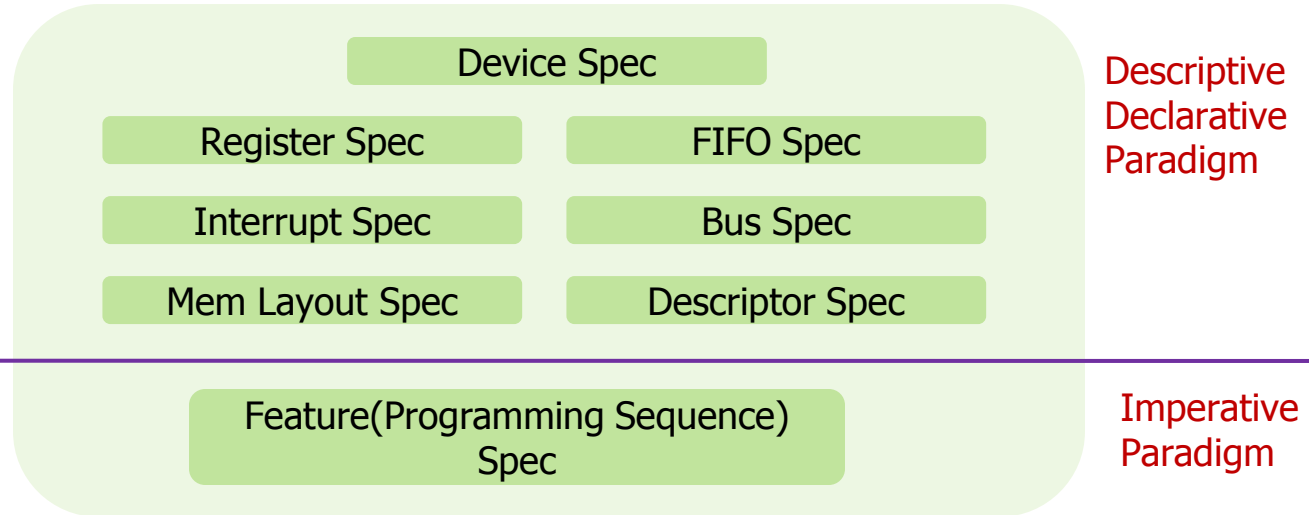 Device Spec
Descriptive
Declarative
Paradigm
Register Spec
FIFO Spec
Interrupt Spec
Bus Spec
Mem Layout Spec
Descriptor Spec
Feature(Programming Sequence)
Spec
Imperative
Paradigm